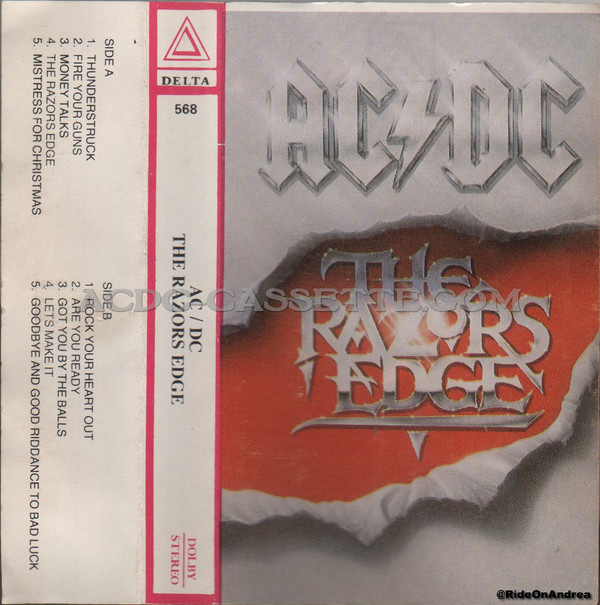 SIDE A
1. THUNDERSTRUCK
2. FIRE YOUR GUNS
3. MONEY TALKS
4. THE RAZORS EDGE
5. MISTRESS FOR CHRISTMAS
SIDE B
1. ROCK YOUR HEART OUT
2. ARE YOU READY
3. GOT YOU BY THE BALLS
4. LETS MAKE IT
5. GOODBYE AND GOOD RIDDANCE TO BAD LUCK
DELTA
568
AC / DC
THE RAZORS EDGE
DOLBY
STEREO
AC/DC
THE
RAZORS
EDGE
ACDC-CASSETTE.COM
@RideOnAndrea